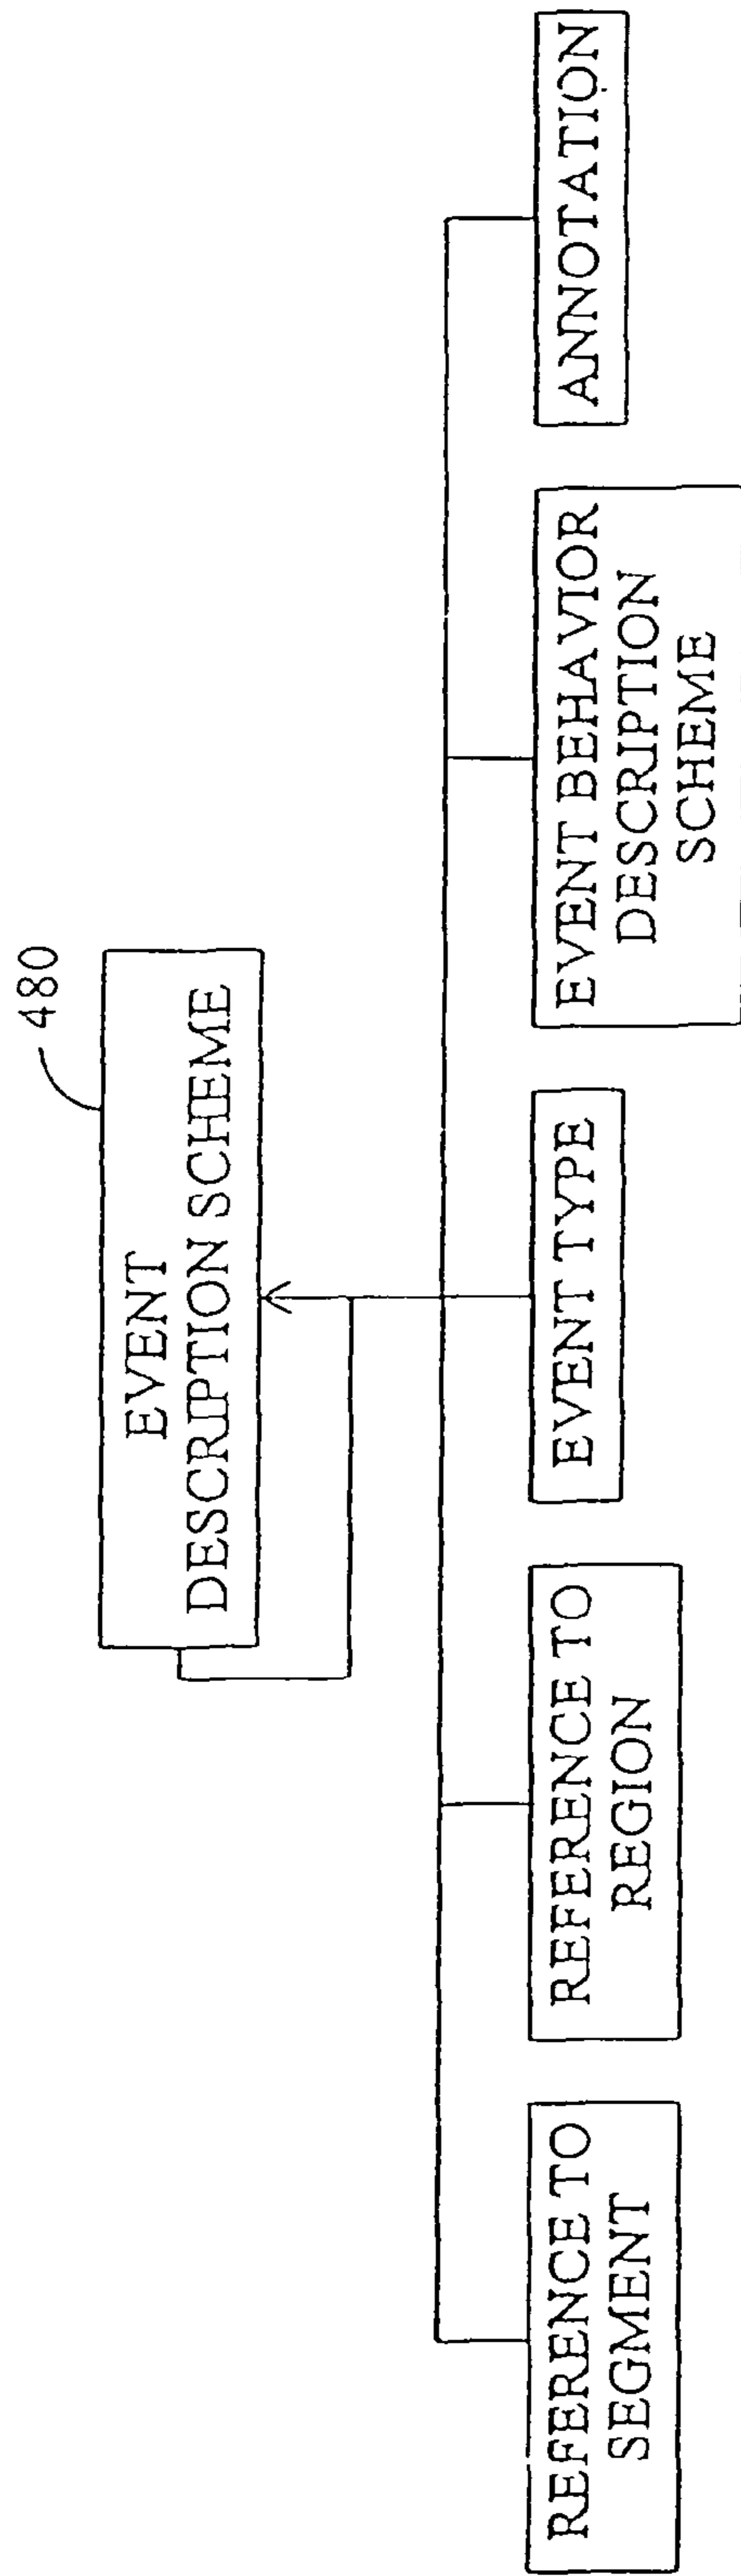 480
EVENT
DESCRIPTION SCHEME
REFERENCE TO
SEGMENT
REFERENCE TO
REGION
EVENT TYPE
EVENT BEHAVIOR
DESCRIPTION
SCHEME
ANNOTATION